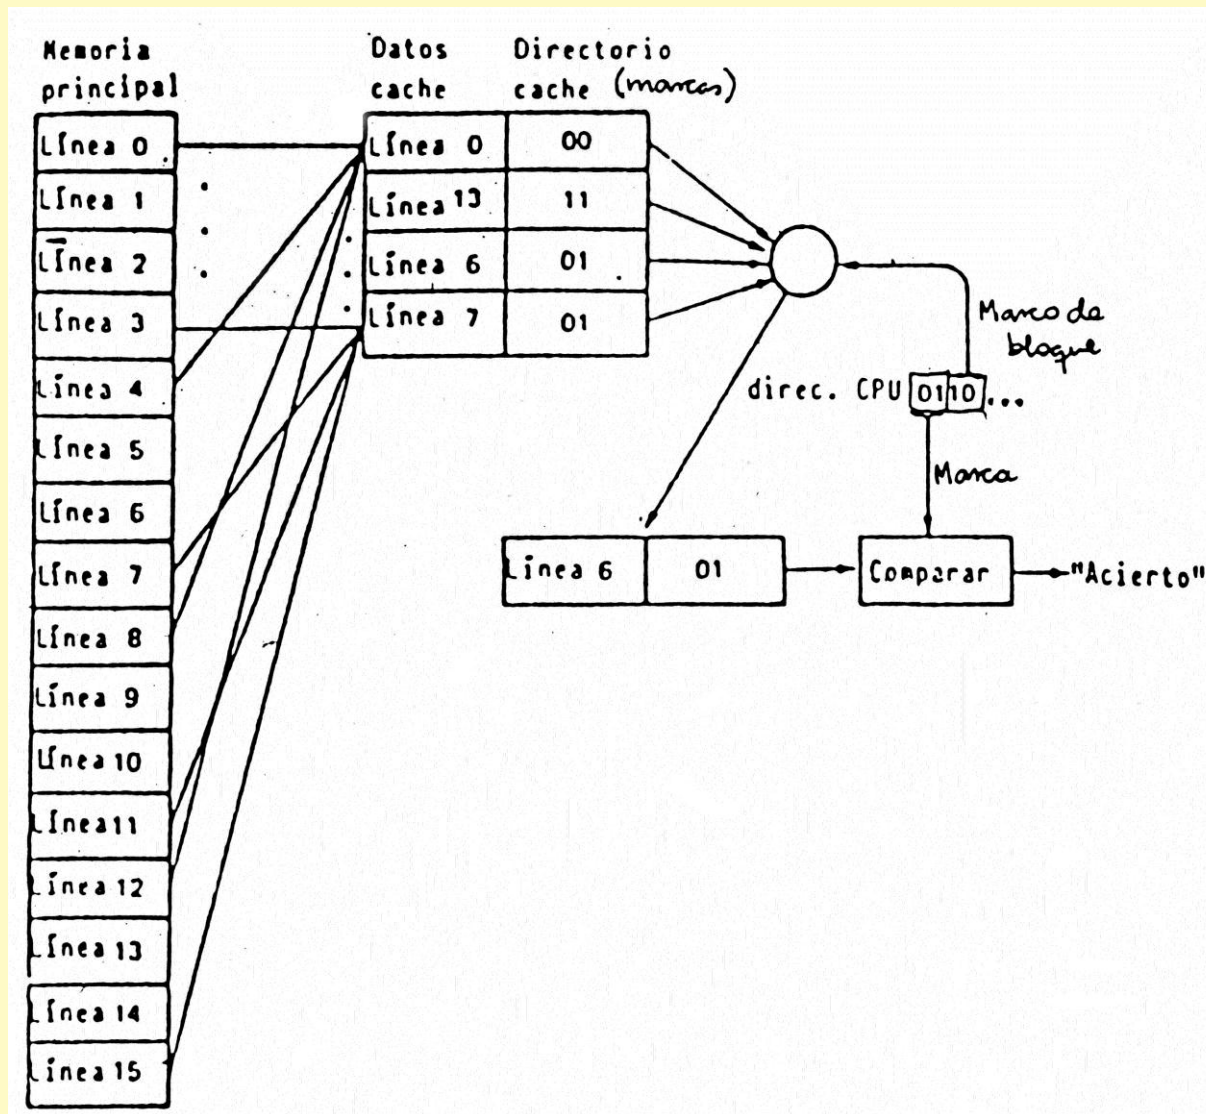 Memoria
principal
Datos
cache
Directorio
cache (marcas)
Línea 0
Línea 1
Línea 2
Línea 3
Línea 4
Línea 5
Línea 6
Línea 7
Línea 8
Línea 9
Línea 10
Línea 11
Línea 12
Línea 13
Línea 14
Línea 15
Línea 0 00
Línea 13 11
Línea 6 01
Línea 7 01
Marco de
bloque
direc. CPU 01 10 ...
Marca
Línea 6 01
Comparar
"Acierto"